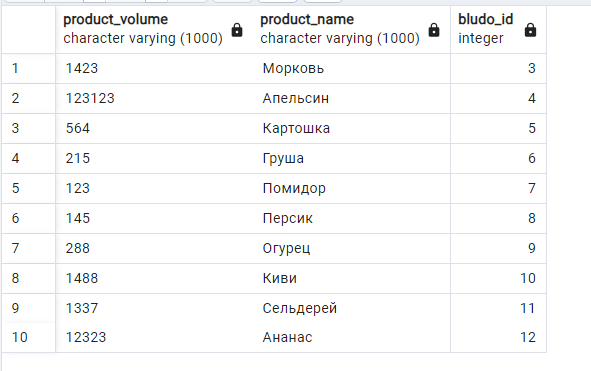 product_volume product_name bludo_id
character varying (1000) character varying (1000) integer
1 1423 Морковь 3
2 123123 Апельсин 4
3 564 Картошка 5
4 215 Груша 6
5 123 Помидор 7
6 145 Персик 8
7 288 Огурец 9
8 1488 Киви 10
9 1337 Сельдерей 11
10 12323 Ананас 12